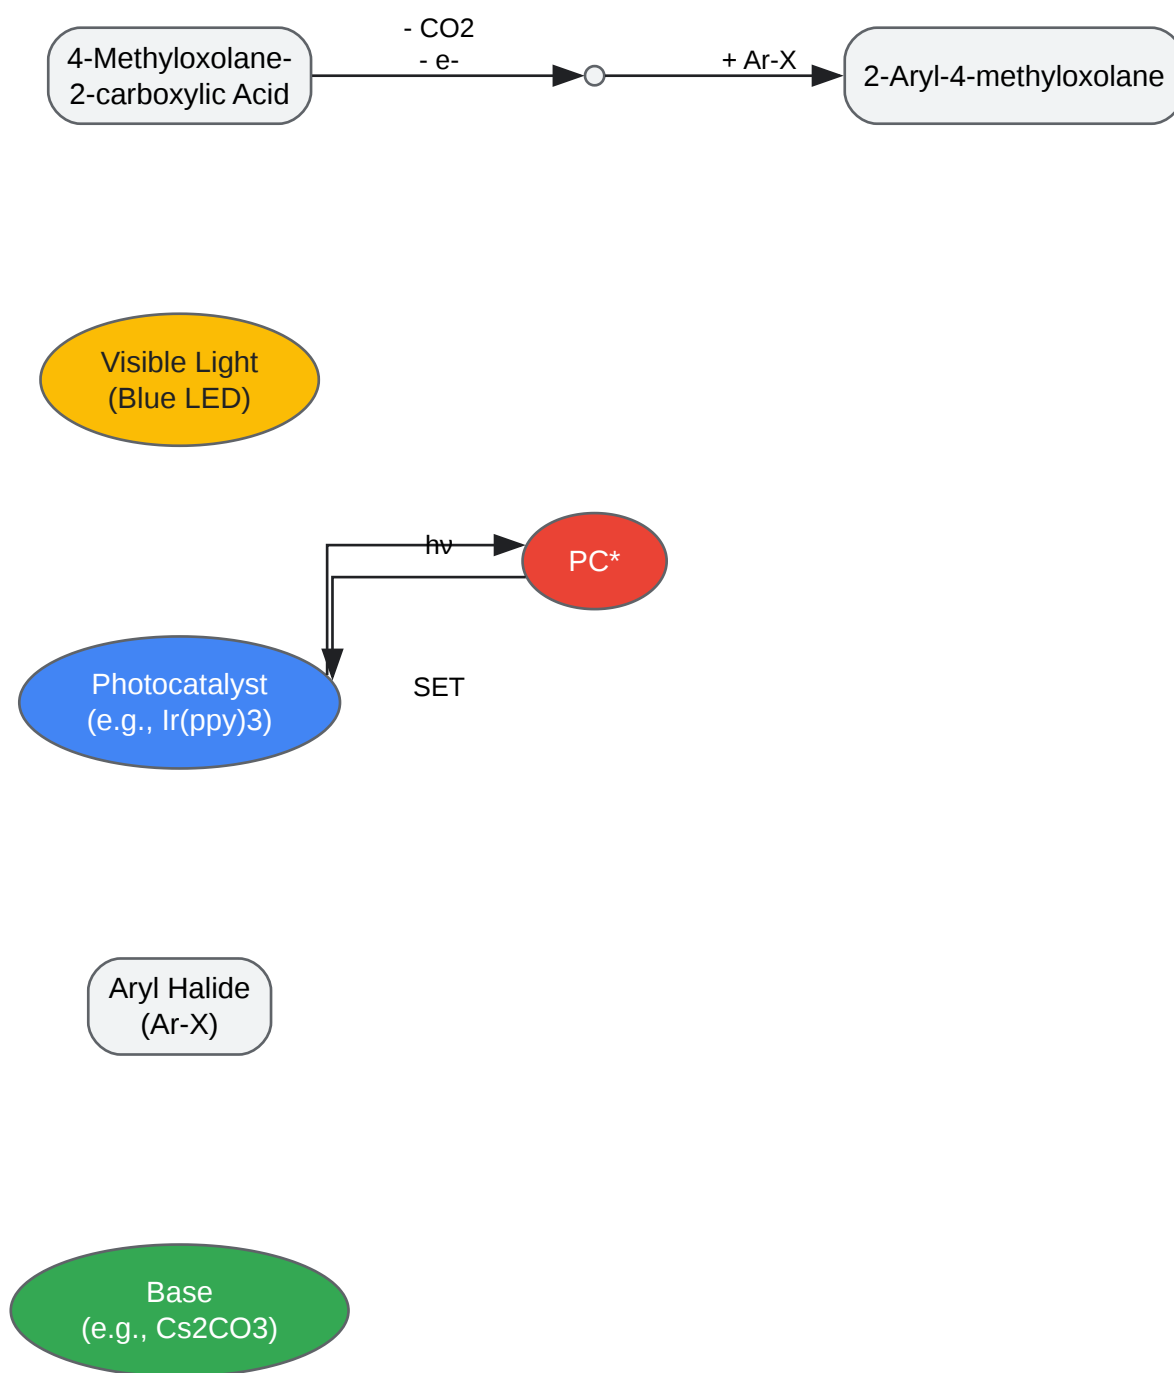 - CO2
- e-
4-Methyloxolane-
2-carboxylic Acid
+ Ar-X
2-Aryl-4-methyloxolane
Visible Light
(Blue LED)
hν
PC*
Photocatalyst
(e.g., Ir(ppy)3)
SET
Aryl Halide
(Ar-X)
Base
(e.g., Cs2CO3)